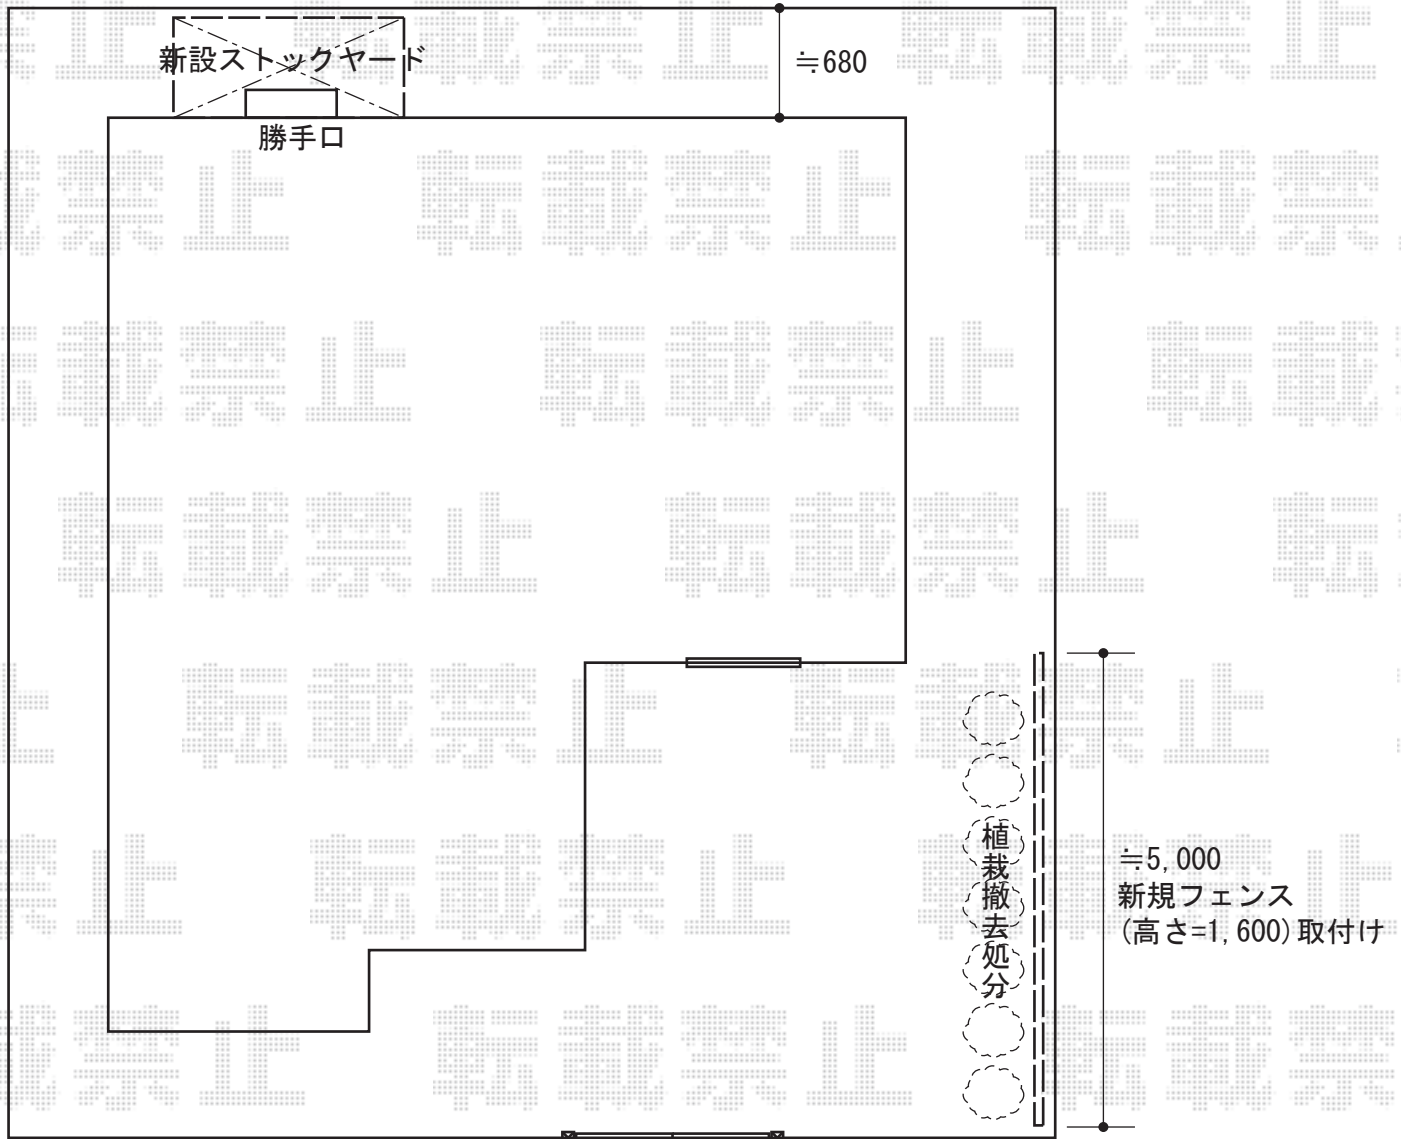 新設ストックヤード
≒680
勝手口
植栽撤去処分
≒5,000
新規フェンス
(高さ=1,600)取付け
転載禁止